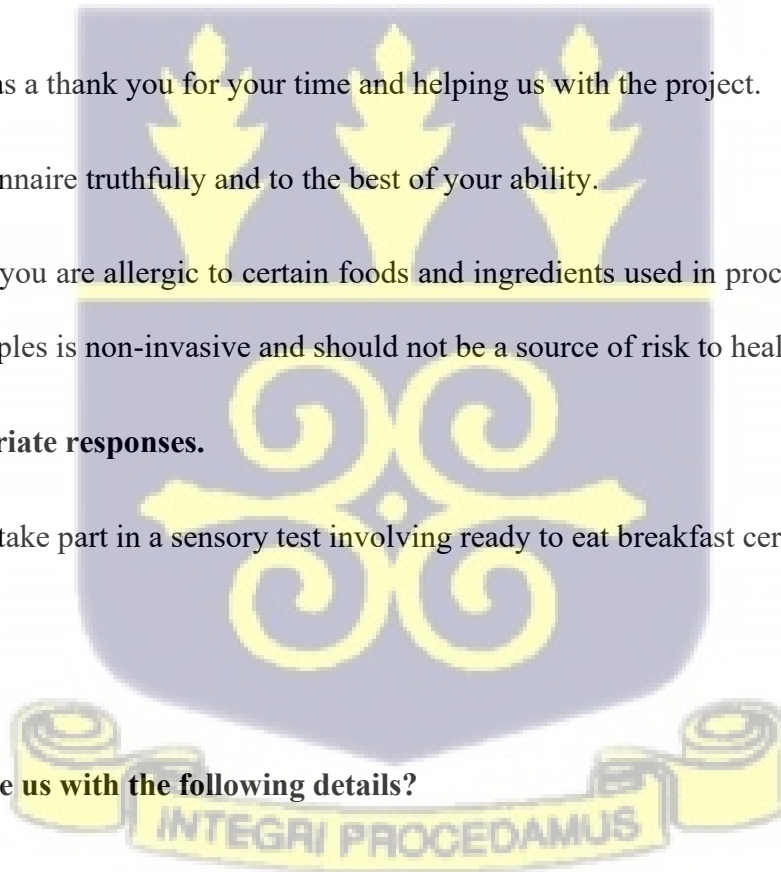 as a thank you for your time and helping us with the project.
nnaire truthfully and to the best of your ability.
you are allergic to certain foods and ingredients used in proc
ples is non-invasive and should not be a source of risk to heal
riate responses.
take part in a sensory test involving ready to eat breakfast cer
e us with the following details?
INTEGRI PROCEDAMUS